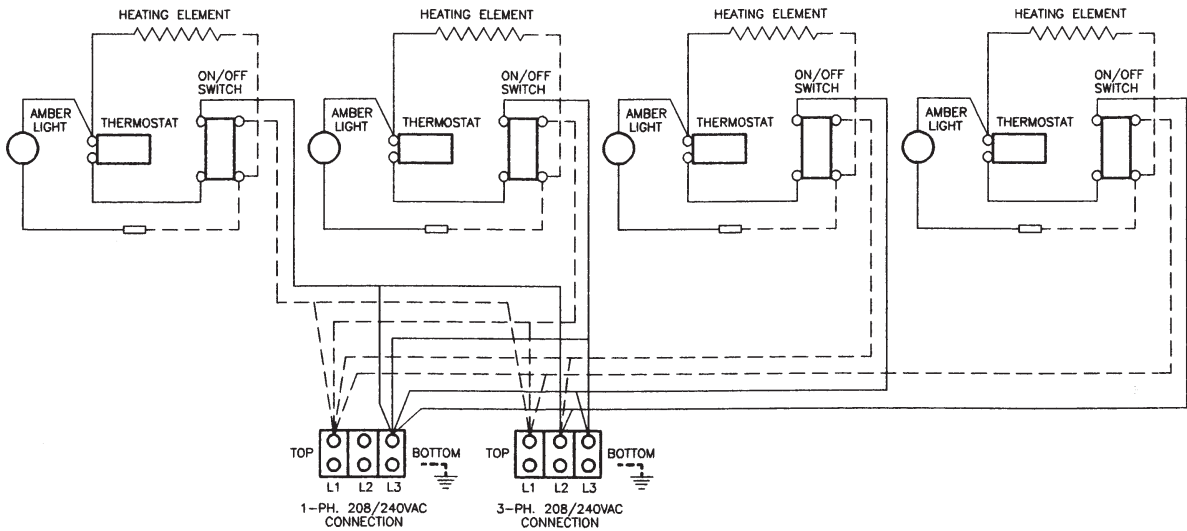 HEATING ELEMENT
HEATING ELEMENT
HEATING ELEMENT
HEATING ELEMENT
ON/OFF
SWITCH
AMBER
LIGHT
THERMOSTAT
ON/OFF
SWITCH
AMBER
LIGHT
THERMOSTAT
ON/OFF
SWITCH
AMBER
LIGHT
THERMOSTAT
ON/OFF
SWITCH
AMBER
LIGHT
THERMOSTAT
TOP
BOTTOM
L1 L2 L3
1-PH. 208/240VAC
CONNECTION
TOP
BOTTOM
L1 L2 L3
3-PH. 208/240VAC
CONNECTION